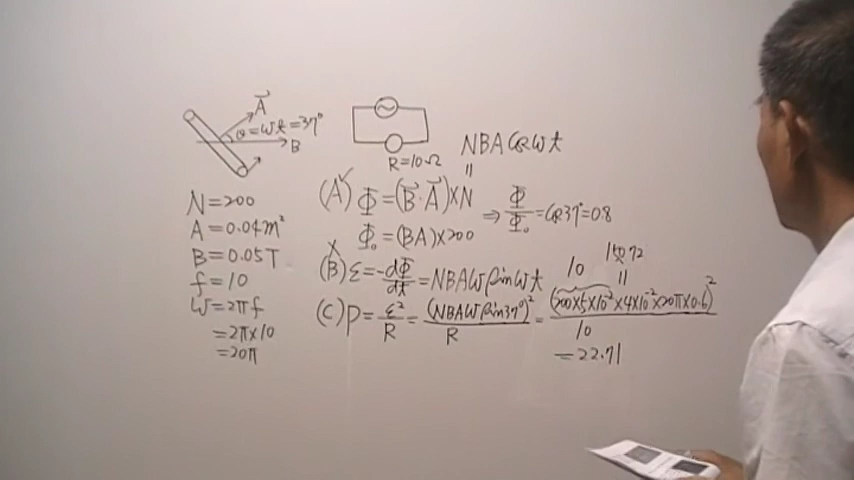 A⃗
θ=ωt=37°
B
R=10Ω
NBA cosωt
N=200
A=0.04m²
B=0.05T
f=10
ω=2πf
=2π×10
=20π
(A) Φ=(B⃗·A⃗)×N
Φ₀=(BA)×200
⇒ Φ/Φ₀=cos37°=0.8
(B) ε=-dΦ/dt=NBAω sinωt
(C) P=ε²/R=(NBAω sin37°)²/R=(200×5×10⁻²×4×10⁻²×20π×0.6)²/10
10
=22.71